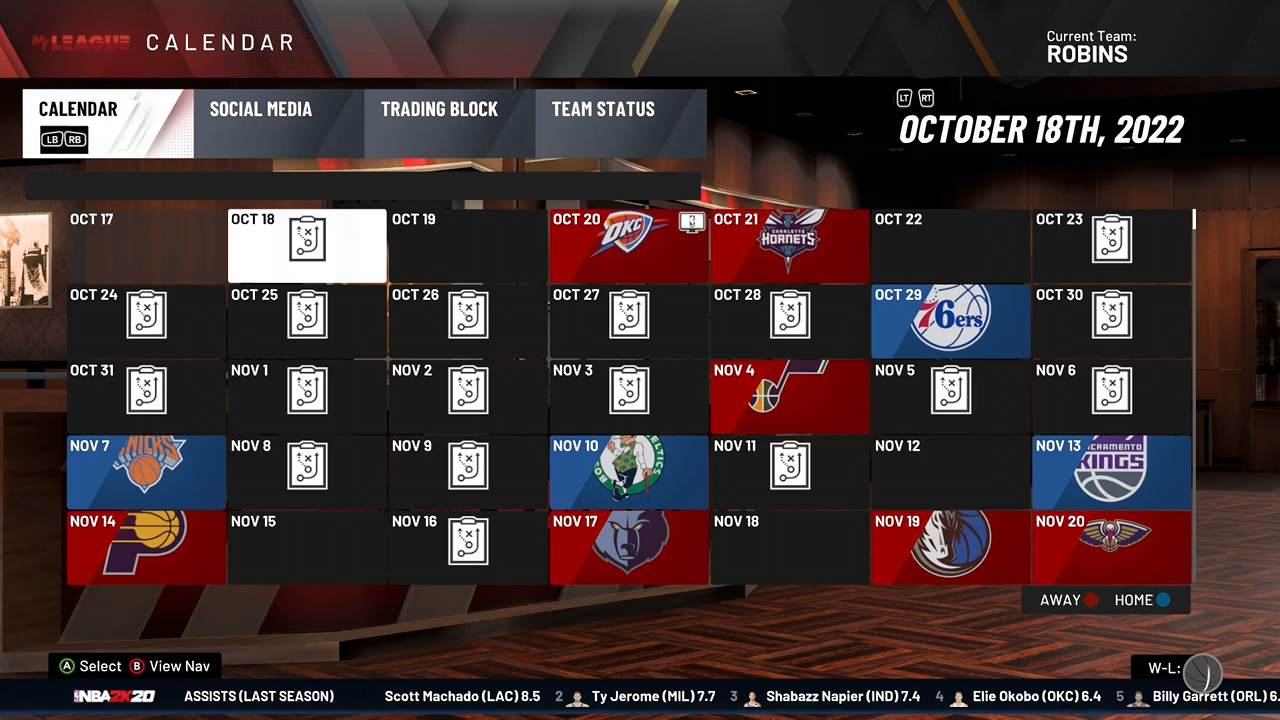 MyLEAGUE CALENDAR
Current Team:
ROBINS
CALENDAR SOCIAL MEDIA TRADING BLOCK TEAM STATUS
LB RB
LT RT
OCTOBER 18TH, 2022
OCT 17 OCT 18 OCT 19 OCT 20 OKC OCT 21 CHARLOTTE HORNETS OCT 22 OCT 23
OCT 24 OCT 25 OCT 26 OCT 27 OCT 28 OCT 29 76ers OCT 30
OCT 31 NOV 1 NOV 2 NOV 3 NOV 4 NOV 5 NOV 6
NOV 7 NICKS NOV 8 NOV 9 NOV 10 CELTICS NOV 11 NOV 12 NOV 13 CRAMENTO KINGS
NOV 14 NOV 15 NOV 16 NOV 17 NOV 18 NOV 19 NOV 20
AWAY HOME
A Select B View Nav
W-L:
NBA2K20 ASSISTS (LAST SEASON) Scott Machado (LAC) 8.5 2 Ty Jerome (MIL) 7.7 3 Shabazz Napier (IND) 7.4 4 Elie Okobo (OKC) 6.4 5 Billy Garrett (ORL) 6.